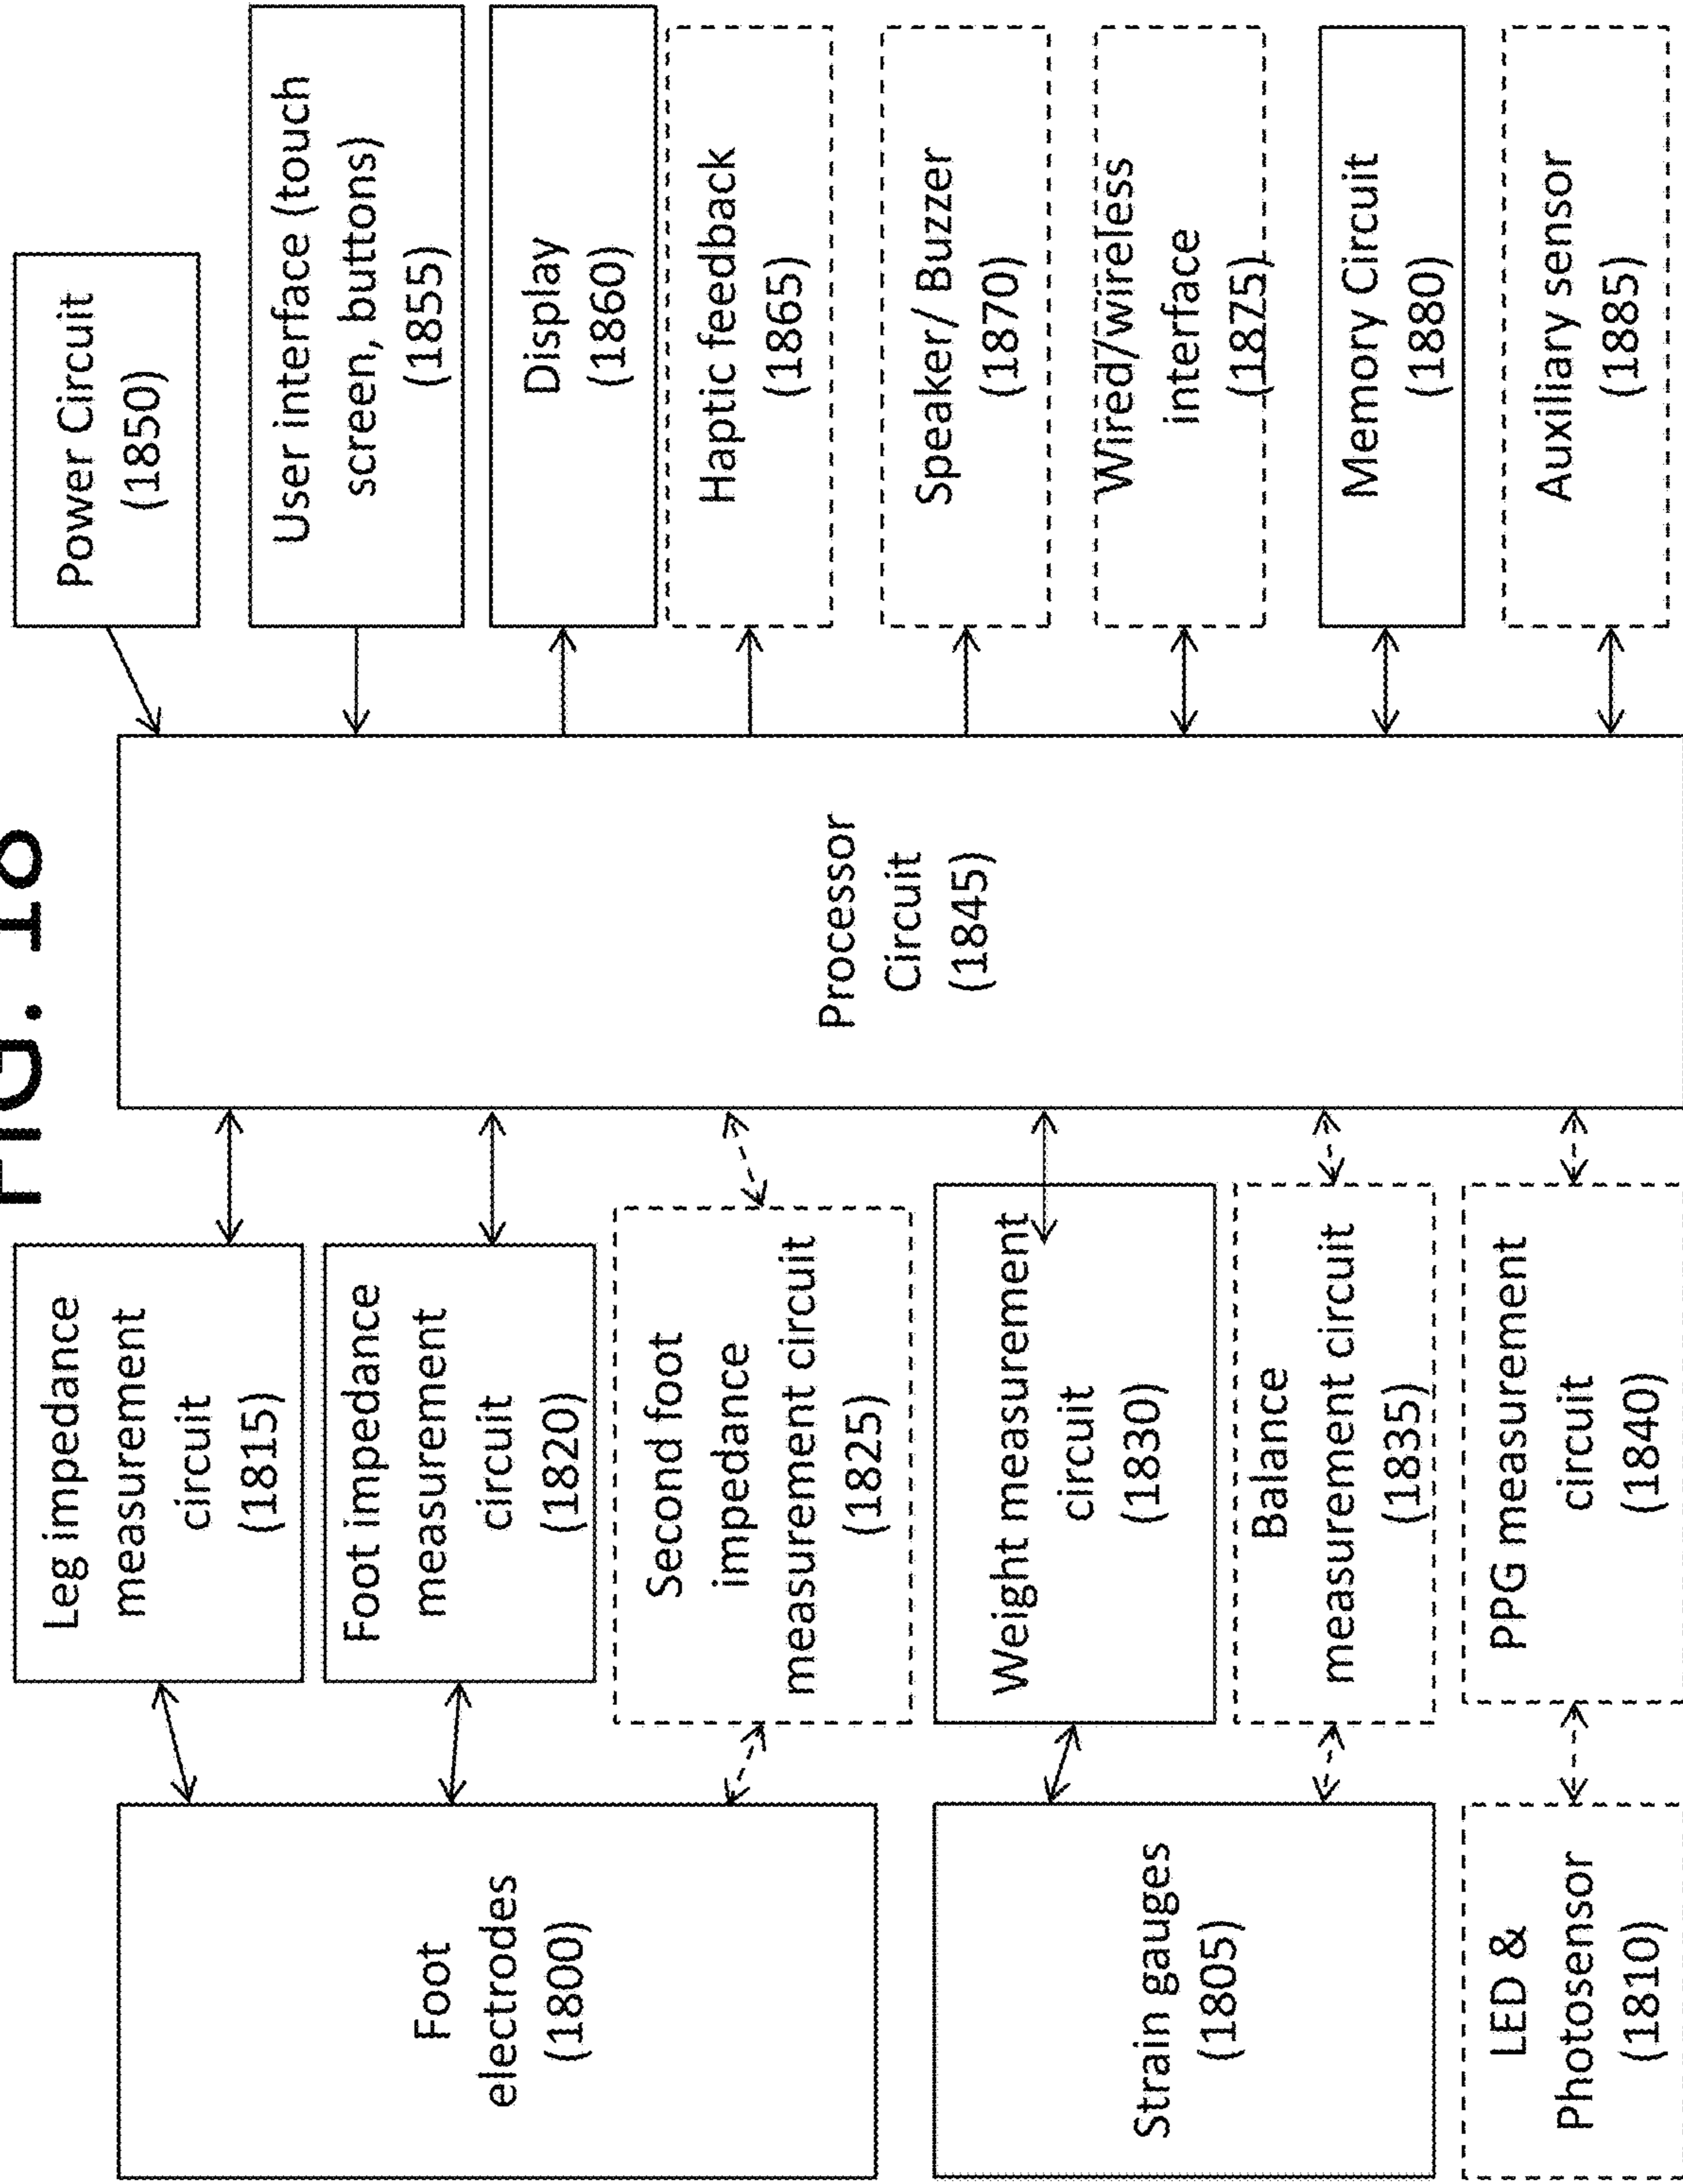 FIG. 18
Foot
electrodes
(1800)
Strain gauges
(1805)
LED &
Photosensor
(1810)
Leg impedance
measurement
circuit
(1815)
Foot impedance
measurement
circuit
(1820)
Second foot
impedance
measurement circuit
(1825)
Weight measurement
circuit
(1830)
Balance
measurement circuit
(1835)
PPG measurement
circuit
(1840)
Processor
Circuit
(1845)
Power Circuit
(1850)
User interface (touch
screen, buttons)
(1855)
Display
(1860)
Haptic feedback
(1865)
Speaker/ Buzzer
(1870)
Wired/wireless
interface
(1875)
Memory Circuit
(1880)
Auxiliary sensor
(1885)